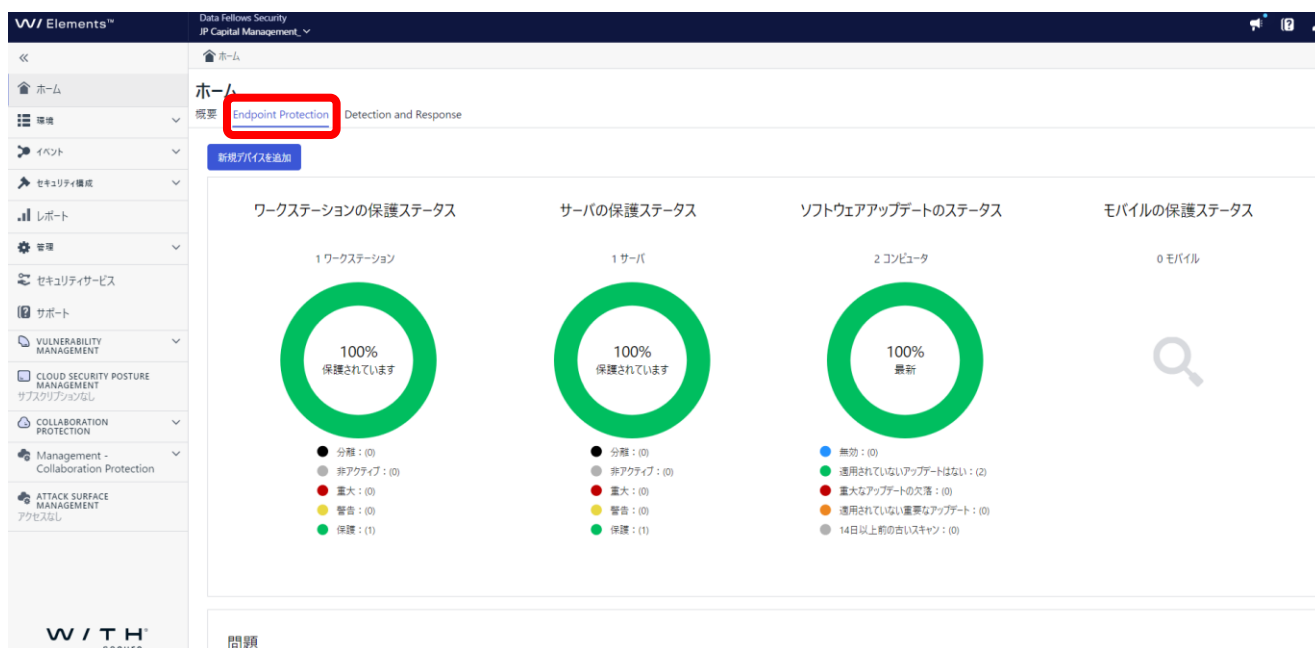 W/ Elements™
Data Fellows Security
JP Capital Management_
«
ホーム
ホーム
環境
イベント
セキュリティ構成
レポート
管理
セキュリティサービス
サポート
VULNERABILITY
MANAGEMENT
CLOUD SECURITY POSTURE
MANAGEMENT
サブスクリプションなし
COLLABORATION
PROTECTION
Management -
Collaboration Protection
ATTACK SURFACE
MANAGEMENT
アクセスなし
W / T H
ホーム
概要 Endpoint Protection Detection and Response
新規デバイスを追加
ワークステーションの保護ステータス
1 ワークステーション
100%
保護されています
分離：(0)
非アクティブ：(0)
重大：(0)
警告：(0)
保護：(1)
サーバの保護ステータス
1 サーバ
100%
保護されています
分離：(0)
非アクティブ：(0)
重大：(0)
警告：(0)
保護：(1)
ソフトウェアアップデートのステータス
2 コンピュータ
100%
最新
無効：(0)
適用されていないアップデートはない：(2)
重大なアップデートの欠落：(0)
適用されていない重要なアップデート：(0)
14日以上前の古いスキャン：(0)
モバイルの保護ステータス
0 モバイル
問題